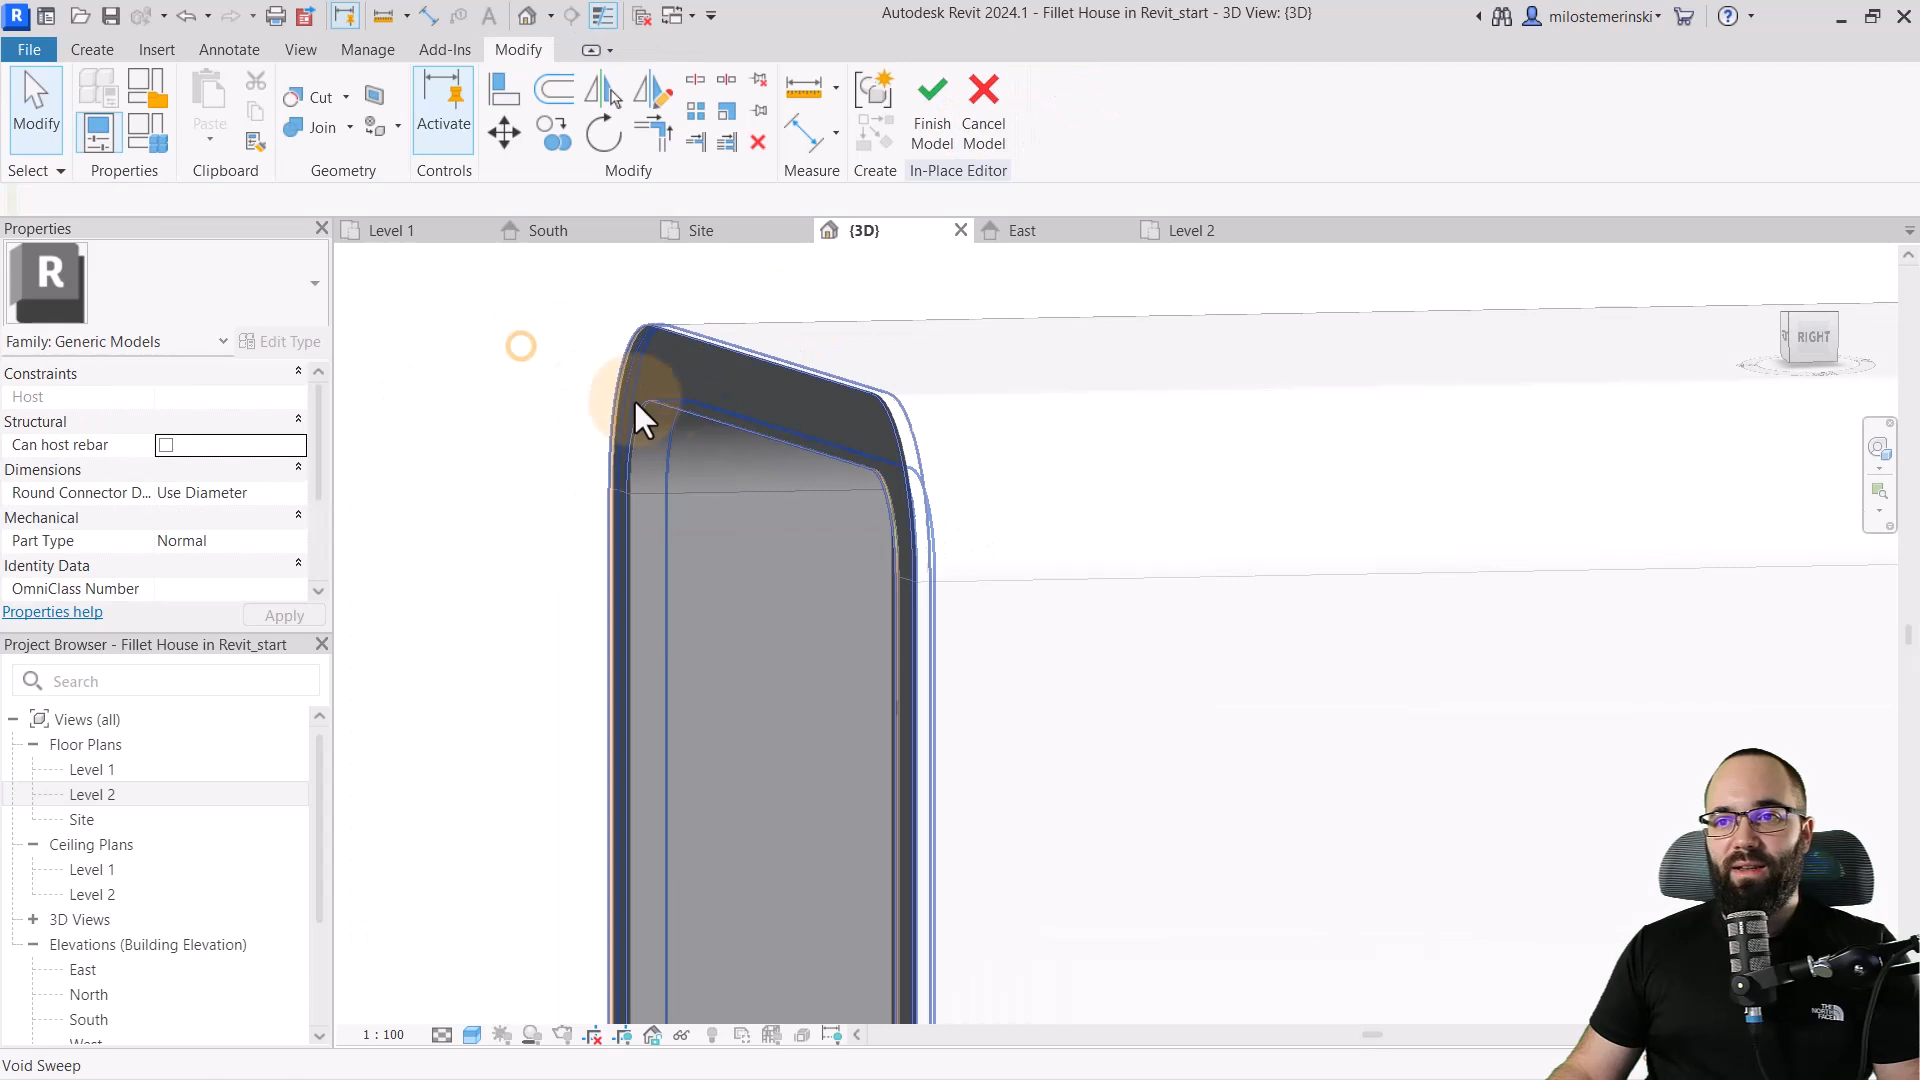 Autodesk Revit 2024.1 - Fillet House in Revit_start - 3D View: {3D}
milostemerinski
File
Create
Insert
Annotate
View
Manage
Add-Ins
Modify
Modify
Paste
Cut
Join
Activate
Finish Model
Cancel Model
Select
Properties
Clipboard
Geometry
Controls
Modify
Measure
Create
In-Place Editor
Properties
Level 1
South
Site
{3D}
East
Level 2
R
Family: Generic Models
Edit Type
Constraints
Host
Structural
Can host rebar
Dimensions
Round Connector D... Use Diameter
Mechanical
Part Type Normal
Identity Data
OmniClass Number
Properties help
Apply
RIGHT
Project Browser - Fillet House in Revit_start
Search
Views (all)
Floor Plans
Level 1
Level 2
Site
Ceiling Plans
Level 1
Level 2
3D Views
Elevations (Building Elevation)
East
North
South
West
1 : 100
Void Sweep
THE NORTH FACE